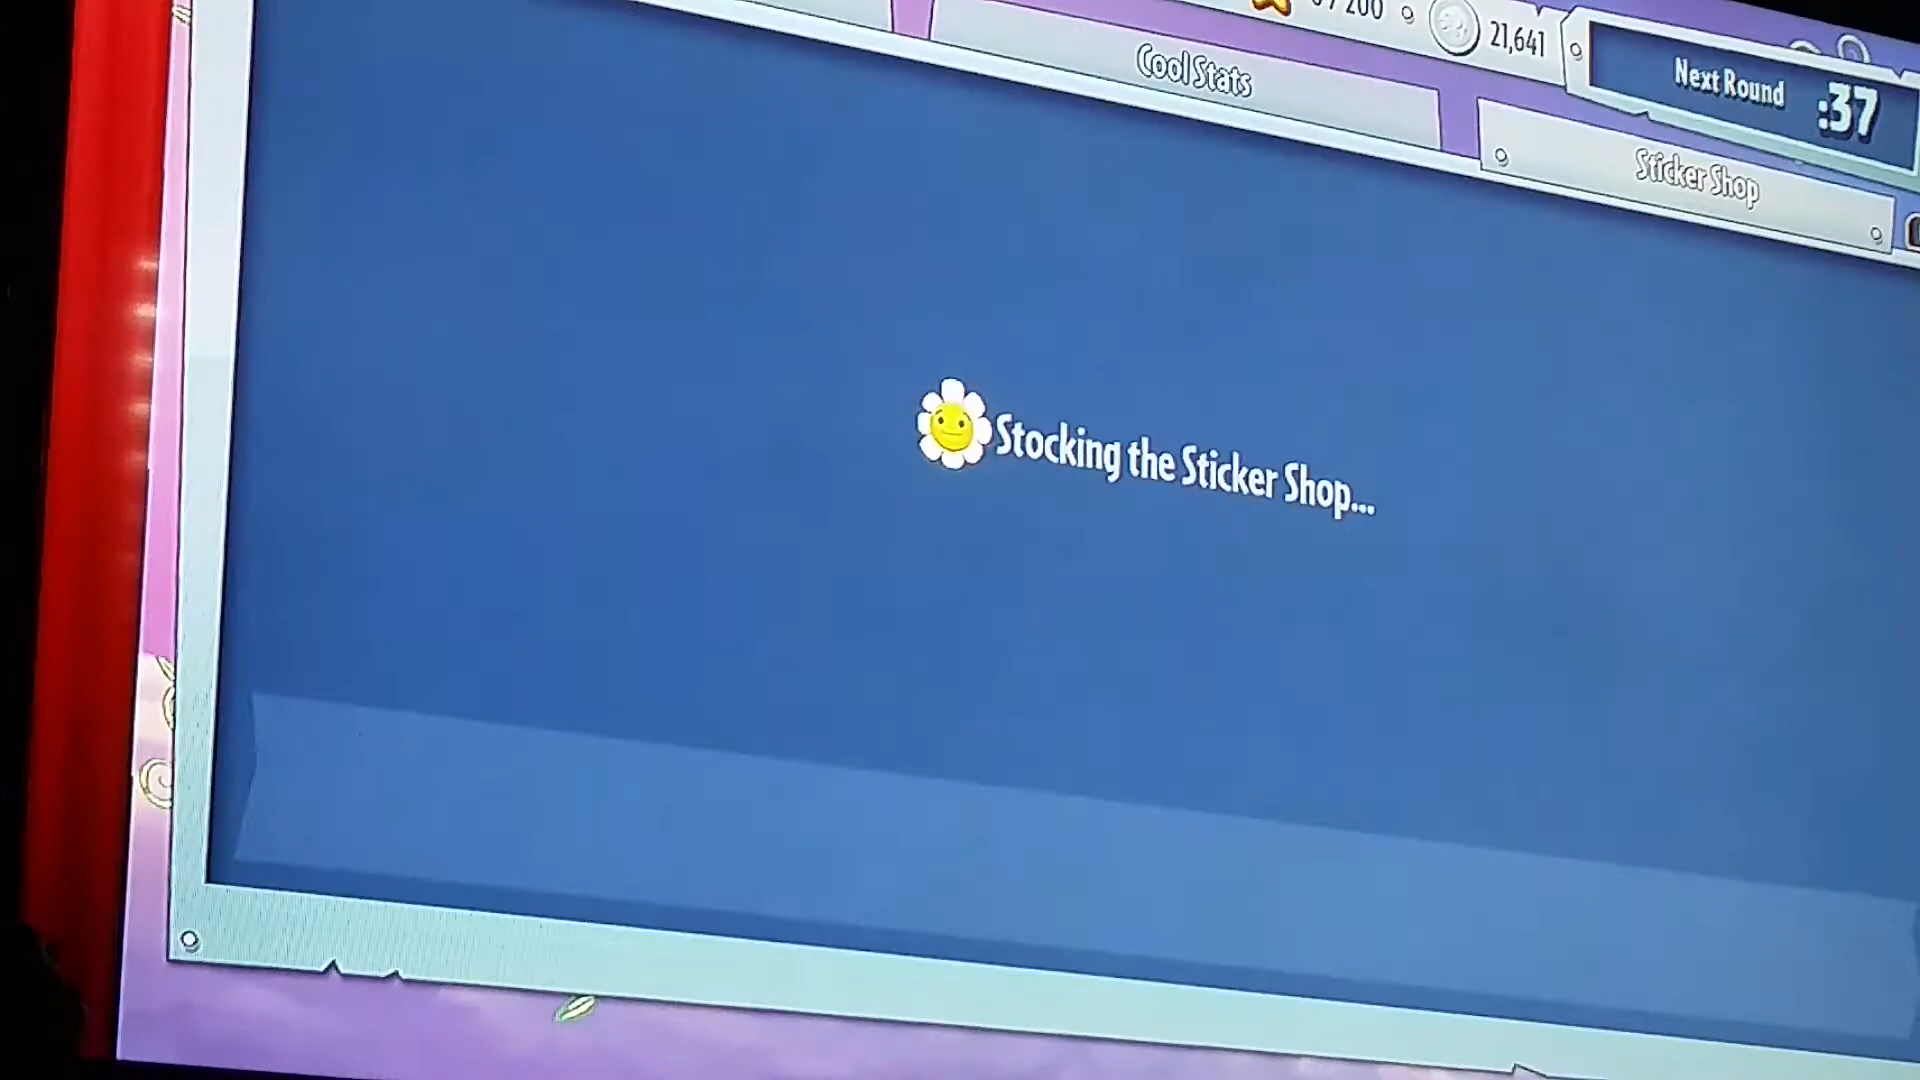 21,641
Next Round :37
Cool Stats
Sticker Shop
Stocking the Sticker Shop...